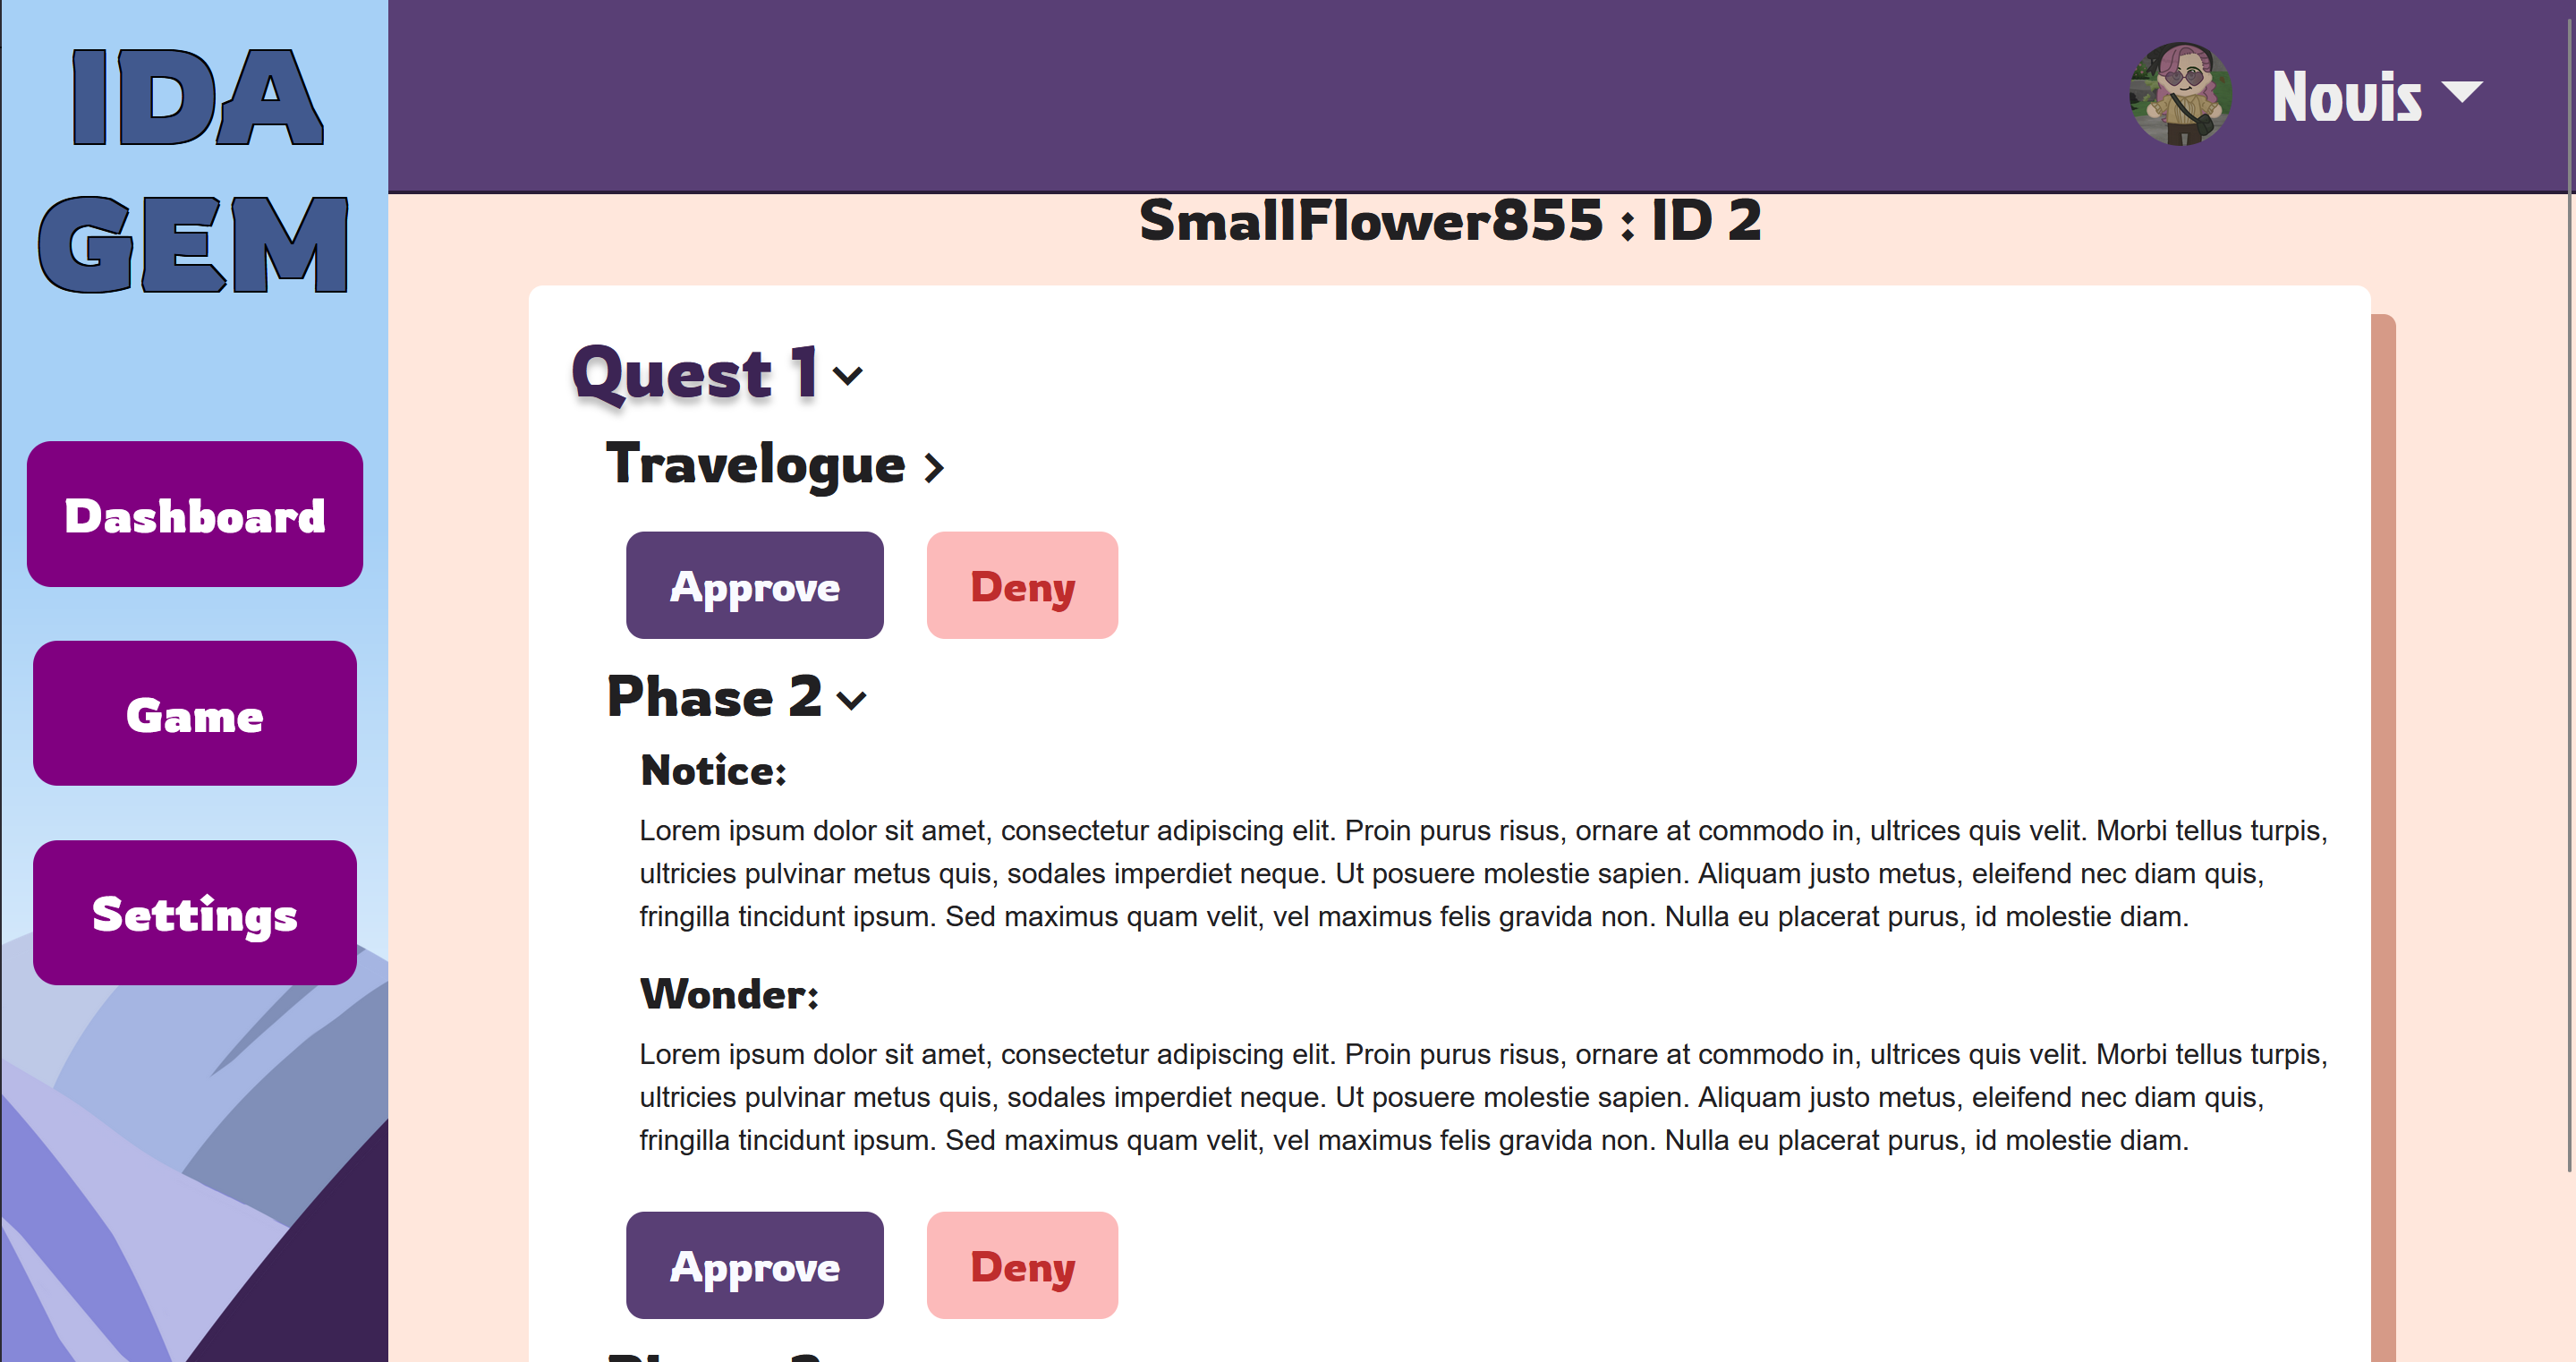 IDA
GEM
Dashboard
Game
Settings
Novis
SmallFlower855 : ID 2
Quest 1
Travelogue
Approve
Deny
Phase 2
Notice:
Lorem ipsum dolor sit amet, consectetur adipiscing elit. Proin purus risus, ornare at commodo in, ultrices quis velit. Morbi tellus turpis,
ultricies pulvinar metus quis, sodales imperdiet neque. Ut posuere molestie sapien. Aliquam justo metus, eleifend nec diam quis,
fringilla tincidunt ipsum. Sed maximus quam velit, vel maximus felis gravida non. Nulla eu placerat purus, id molestie diam.
Wonder:
Lorem ipsum dolor sit amet, consectetur adipiscing elit. Proin purus risus, ornare at commodo in, ultrices quis velit. Morbi tellus turpis,
ultricies pulvinar metus quis, sodales imperdiet neque. Ut posuere molestie sapien. Aliquam justo metus, eleifend nec diam quis,
fringilla tincidunt ipsum. Sed maximus quam velit, vel maximus felis gravida non. Nulla eu placerat purus, id molestie diam.
Approve
Deny